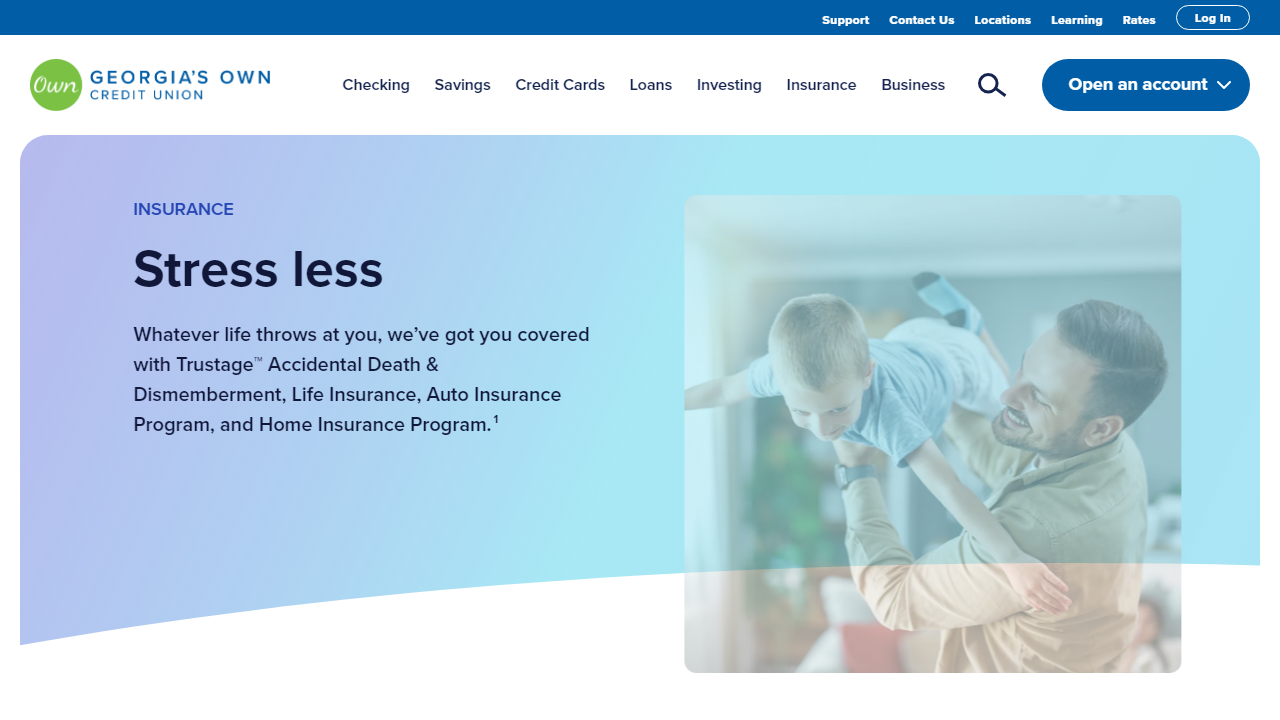 Support Contact Us Locations Learning Rates Log In
Own GEORGIA'S OWN
CREDIT UNION
Checking Savings Credit Cards Loans Investing Insurance Business
Open an account
INSURANCE
Stress less
Whatever life throws at you, we’ve got you covered
with Trustage™ Accidental Death &
Dismemberment, Life Insurance, Auto Insurance
Program, and Home Insurance Program.¹